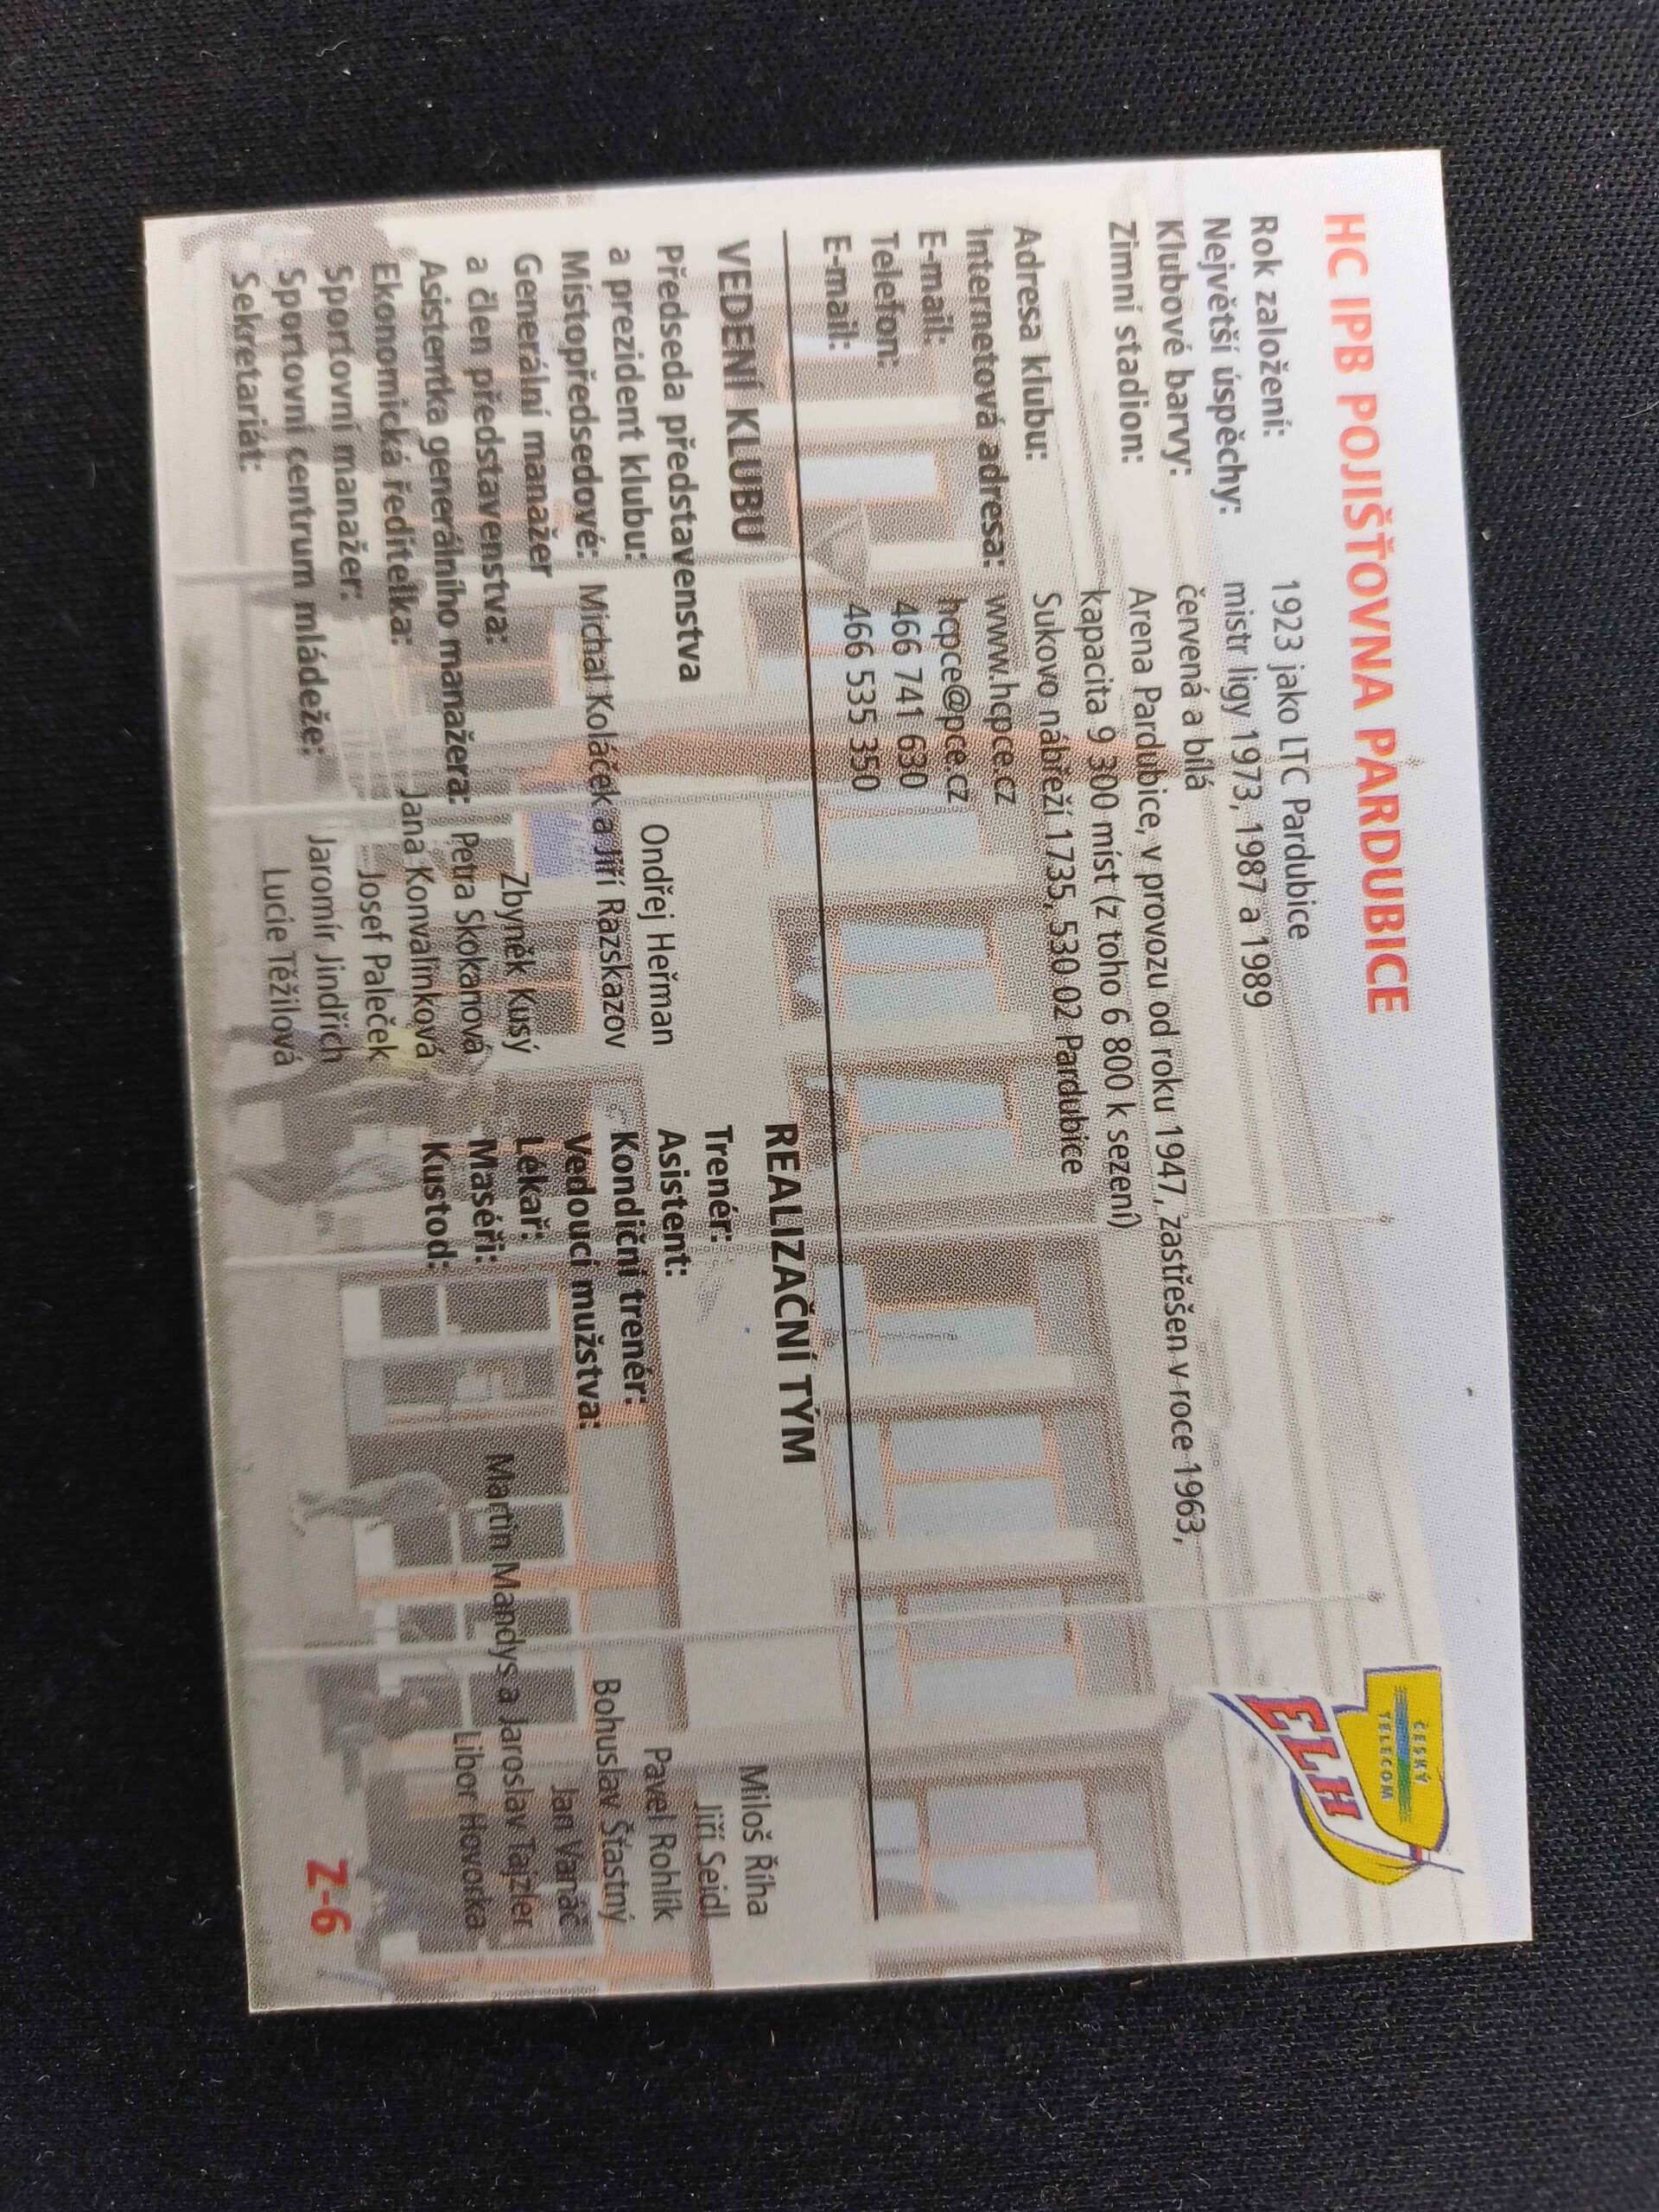 HC IPB POJIŠŤOVNA PARDUBICE
ČESKÝ
TELECOM
ELH
Rok založení: 1923 jako LTC Pardubice
Největší úspěchy: mistr ligy 1973, 1987 a 1989
Klubové barvy: červená a bílá
Zimní stadion: Arena Pardubice, v provozu od roku 1947, zastřešen v roce 1963,
kapacita 9 300 míst (z toho 6 800 k sezení)
Adresa klubu: Sukovo nábřeží 1735, 530 02 Pardubice
Internetová adresa: www.hcpce.cz
E-mail: hcpce@pce.cz
Telefon: 466 741 630
E-mail: 466 535 350
VEDENÍ KLUBU
Předseda představenstva
a prezident klubu: Ondřej Heřman
Místopředsedové: Michal Koláček a Jiří Razskazov
Generální manažer
a člen představenstva: Zbyněk Kusý
Asistentka generálního manažera: Petra Skokanová
Ekonomická ředitelka: Jana Konvalinková
Sportovní manažer: Josef Paleček
Sportovní centrum mládeže: Jaromír Jindřich
Sekretariát: Lucie Těžilová
REALIZAČNÍ TÝM
Trenér: Miloš Říha
Asistent: Jiří Seidl
Kondiční trenér: Pavel Rohlík
Vedoucí mužstva: Bohuslav Šťastný
Lékař: Jan Vanáč
Maséři: Martin Mandys a Jaroslav Tajzler
Kustod: Libor Hovorka
Z-6